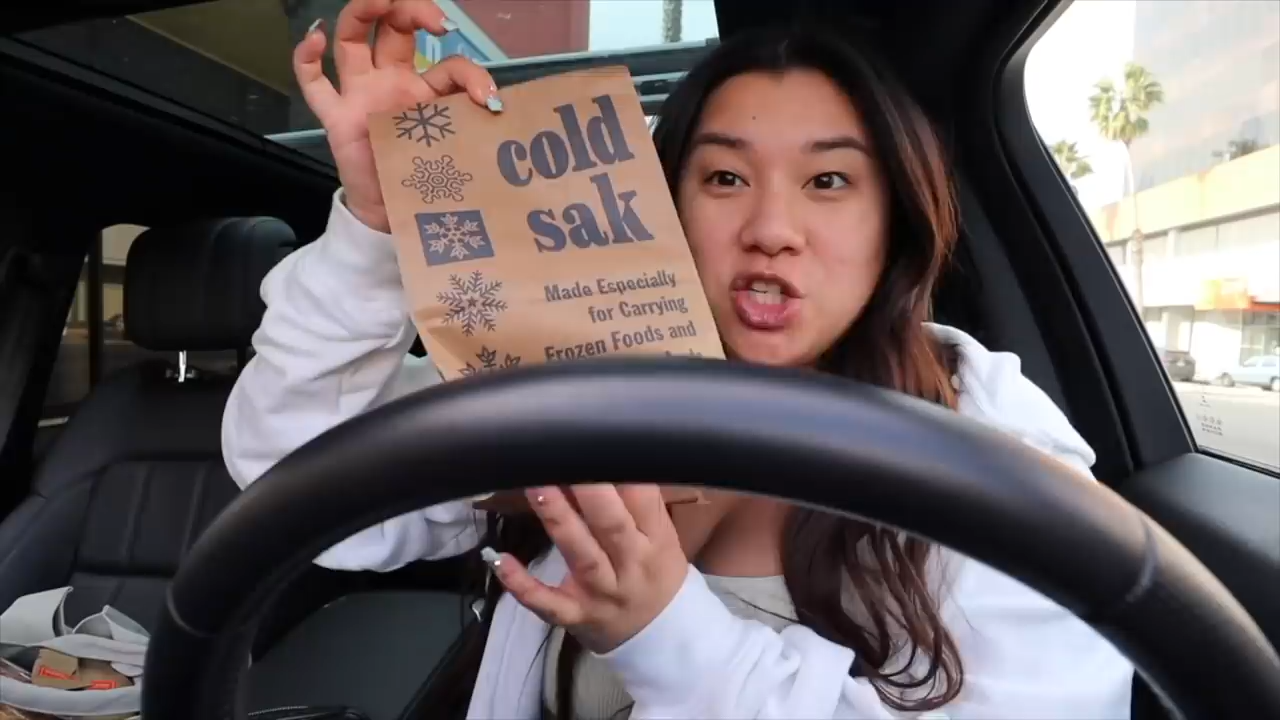 cold
sak
Made Especially
for Carrying
Frozen Foods and